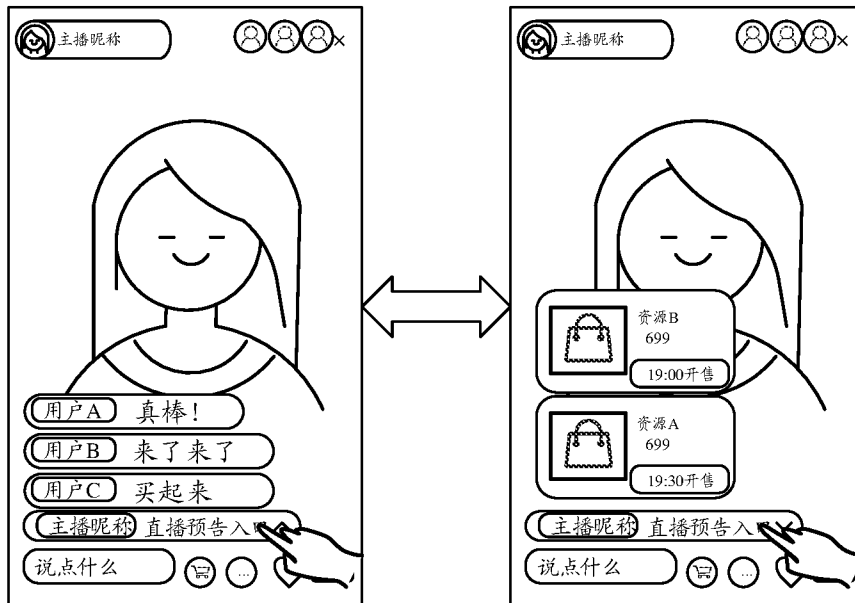 主播昵称
用户A 真棒!
用户B 来了来了
用户C 买起来
主播昵称 直播预告入
说点什么
...
主播昵称
资源B
699
19:00开售
资源A
699
19:30开售
主播昵称 直播预告入
说点什么
...